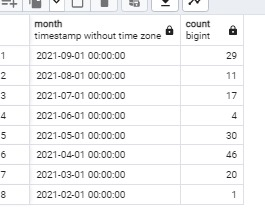 month
timestamp without time zone
count
bigint
1 2021-09-01 00:00:00 29
2 2021-08-01 00:00:00 11
3 2021-07-01 00:00:00 17
4 2021-06-01 00:00:00 4
5 2021-05-01 00:00:00 30
6 2021-04-01 00:00:00 46
7 2021-03-01 00:00:00 20
8 2021-02-01 00:00:00 1